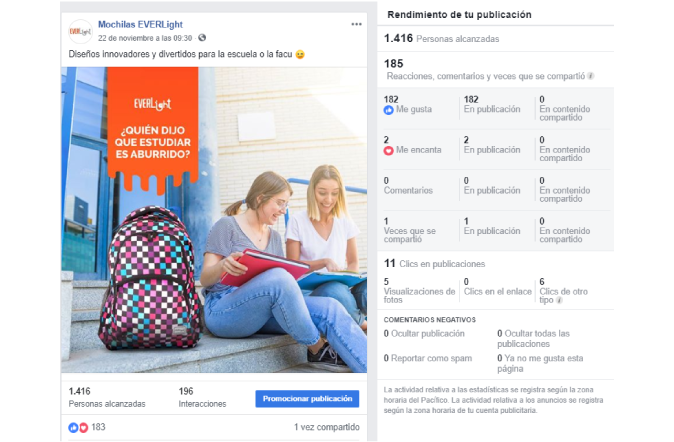 EVERLight
Mochilas EVERLight
22 de noviembre a las 09:30
Diseños innovadores y divertidos para la escuela o la facu 😄
EVERLight
¿QUIÉN DIJO
QUE ESTUDIAR
ES ABURRIDO?
1.416
Personas alcanzadas
196
Interacciones
Promocionar publicación
183
1 vez compartido
Rendimiento de tu publicación
1.416 Personas alcanzadas
185
Reacciones, comentarios y veces que se compartió
182
Me gusta
182
En publicación
0
En contenido
compartido
2
Me encanta
2
En publicación
0
En contenido
compartido
0
Comentarios
0
En publicación
0
En contenido
compartido
1
Veces que se
compartió
1
En publicación
0
En contenido
compartido
11 Clics en publicaciones
5
Visualizaciones de
fotos
0
Clics en el enlace
6
Clics de otro
tipo
COMENTARIOS NEGATIVOS
0 Ocultar publicación
0 Ocultar todas las
publicaciones
0 Reportar como spam
0 Ya no me gusta esta
página
La actividad relativa a las estadísticas se registra según la zona
horaria del Pacífico. La actividad relativa a los anuncios se registra
según la zona horaria de tu cuenta publicitaria.